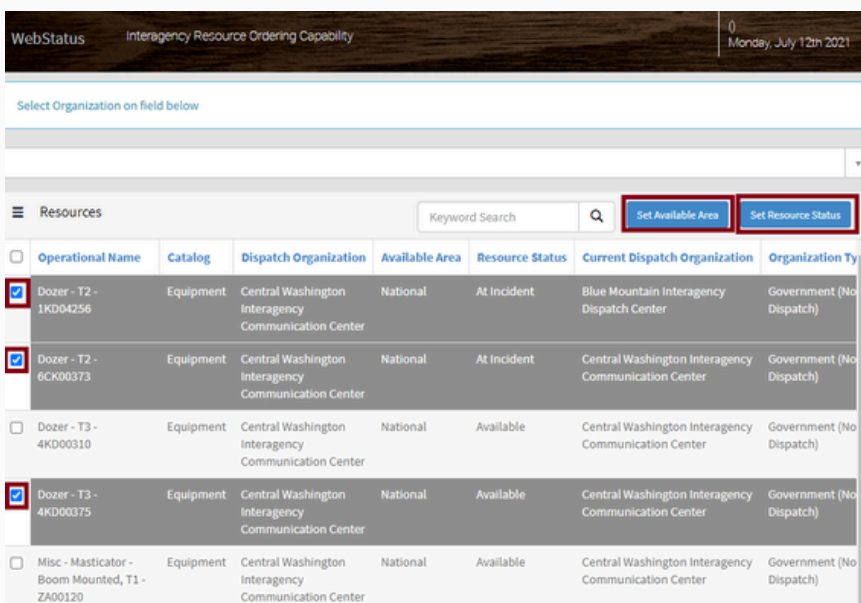 WebStatus Interagency Resource Ordering Capability ()
Monday, July 12th 2021
Select Organization on field below
Resources Keyword Search Set Available Area Set Resource Status
Operational Name Catalog Dispatch Organization Available Area Resource Status Current Dispatch Organization Organization Ty
Dozer - T2 - Equipment Central Washington National At Incident Blue Mountain Interagency Government (No
1KD04256 Interagency Dispatch Center Dispatch)
Communication Center
Dozer - T2 - Equipment Central Washington National At Incident Central Washington Interagency Government (No
6CK00373 Interagency Communication Center Dispatch)
Communication Center
Dozer - T3 - Equipment Central Washington National Available Central Washington Interagency Government (No
4KD00310 Interagency Communication Center Dispatch)
Communication Center
Dozer - T3 - Equipment Central Washington National Available Central Washington Interagency Government (No
4KD00375 Interagency Communication Center Dispatch)
Communication Center
Misc - Masticator - Equipment Central Washington National Available Central Washington Interagency Government (No
Boom Mounted, T1 - Interagency Communication Center Dispatch)
ZA00120 Communication Center